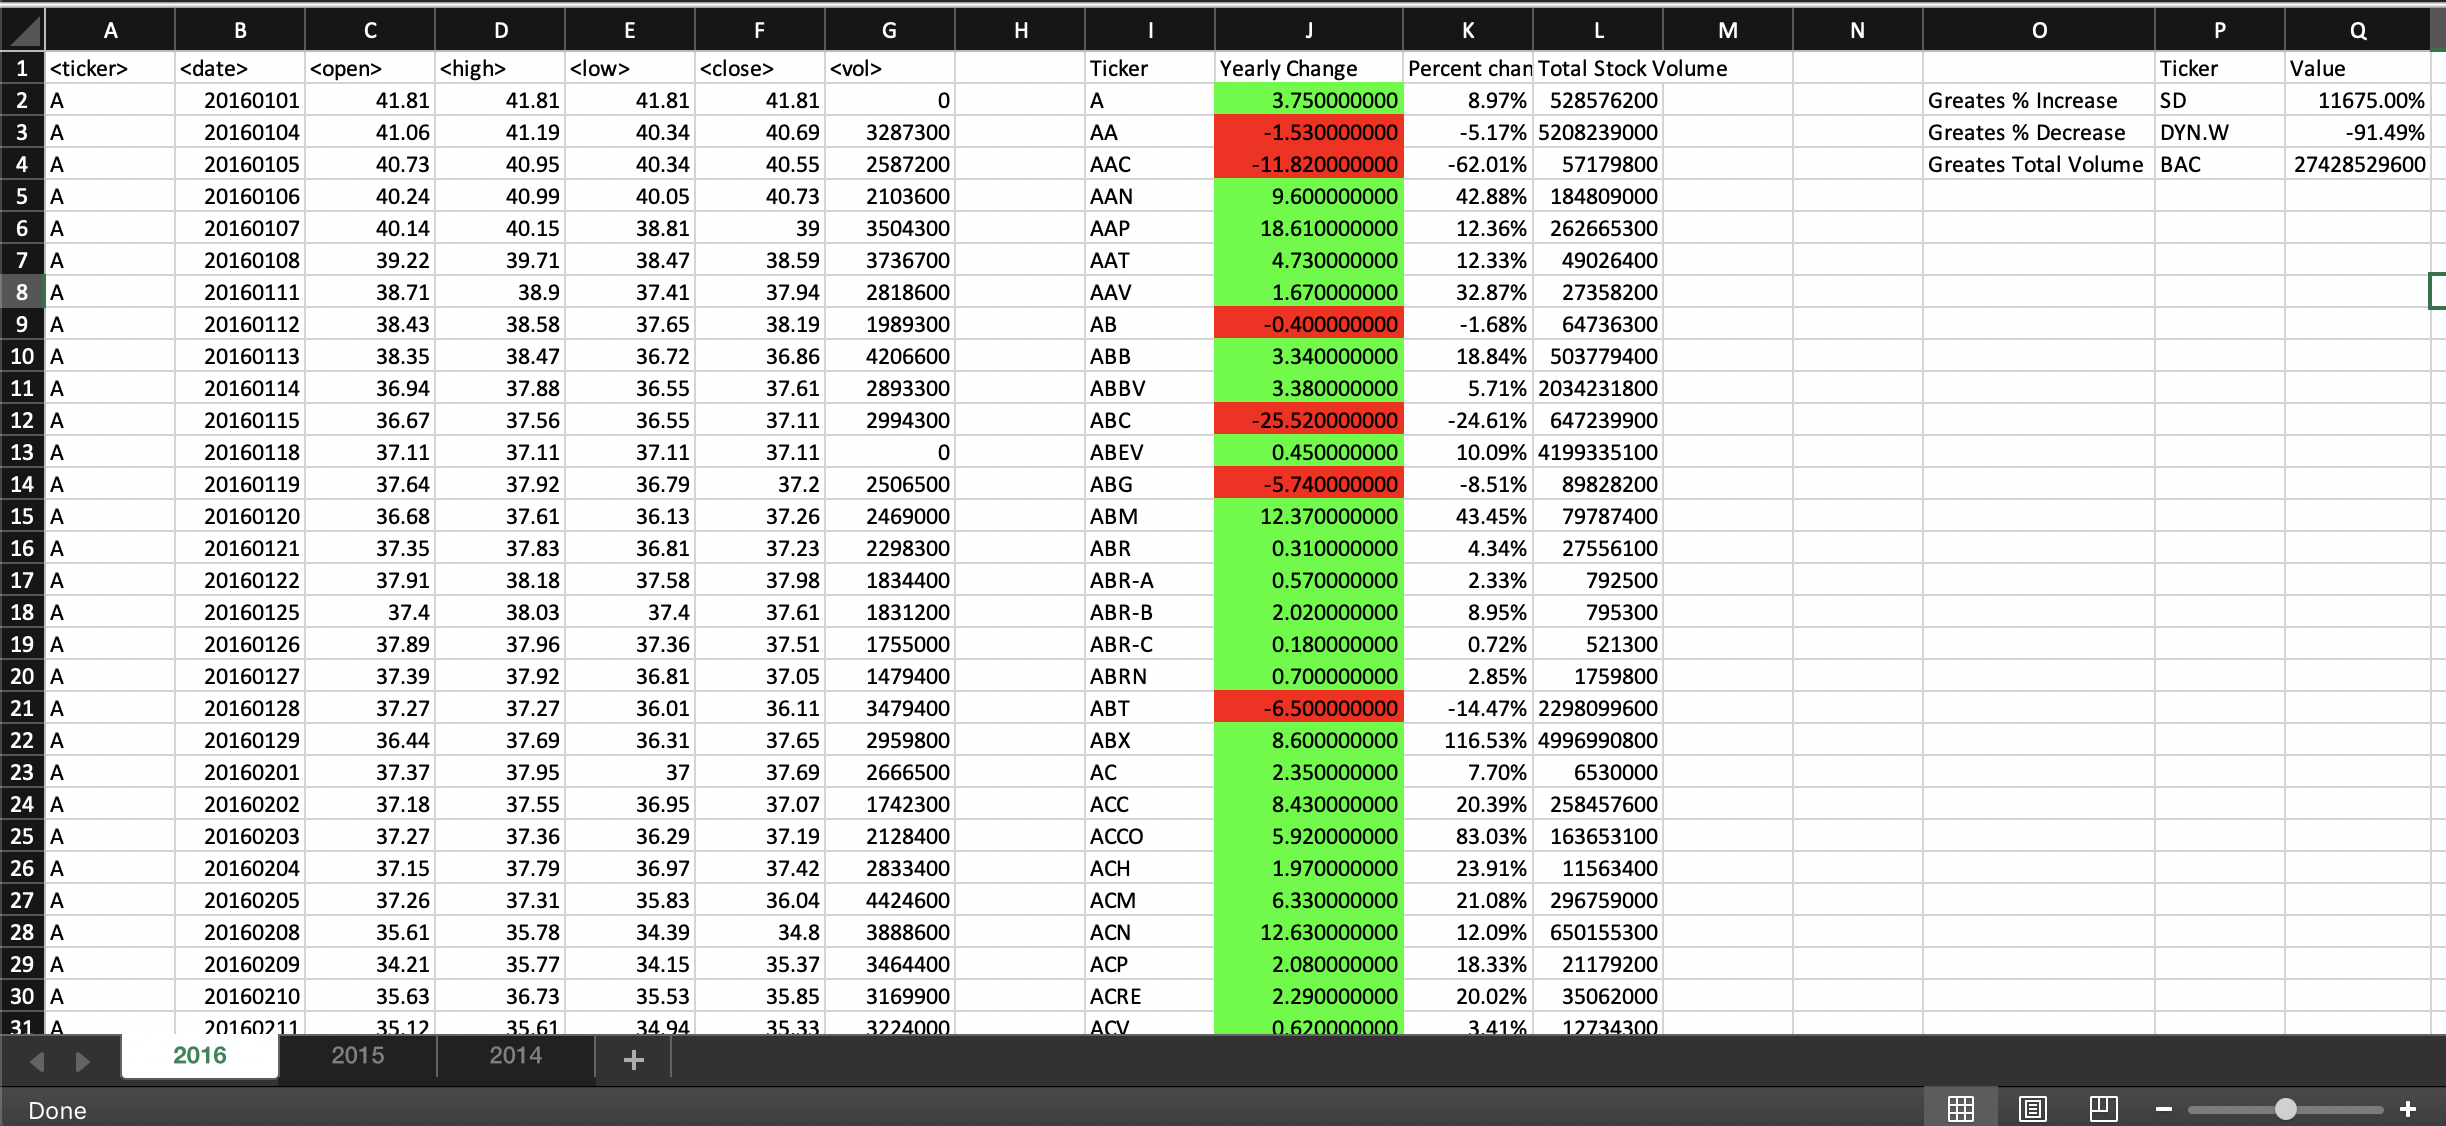 A B C D E F G H I J K L M N O P Q
1 <ticker> <date> <open> <high> <low> <close> <vol> Ticker Yearly Change Percent chan Total Stock Volume Ticker Value
2 A 20160101 41.81 41.81 41.81 41.81 0 A 3.750000000 8.97% 528576200 Greates % Increase SD 11675.00%
3 A 20160104 41.06 41.19 40.34 40.69 3287300 AA -1.530000000 -5.17% 5208239000 Greates % Decrease DYN.W -91.49%
4 A 20160105 40.73 40.95 40.34 40.55 2587200 AAC -11.820000000 -62.01% 57179800 Greates Total Volume BAC 27428529600
5 A 20160106 40.24 40.99 40.05 40.73 2103600 AAN 9.600000000 42.88% 184809000
6 A 20160107 40.14 40.15 38.81 39 3504300 AAP 18.610000000 12.36% 262665300
7 A 20160108 39.22 39.71 38.47 38.59 3736700 AAT 4.730000000 12.33% 49026400
8 A 20160111 38.71 38.9 37.41 37.94 2818600 AAV 1.670000000 32.87% 27358200
9 A 20160112 38.43 38.58 37.65 38.19 1989300 AB -0.400000000 -1.68% 64736300
10 A 20160113 38.35 38.47 36.72 36.86 4206600 ABB 3.340000000 18.84% 503779400
11 A 20160114 36.94 37.88 36.55 37.61 2893300 ABBV 3.380000000 5.71% 2034231800
12 A 20160115 36.67 37.56 36.55 37.11 2994300 ABC -25.520000000 -24.61% 647239900
13 A 20160118 37.11 37.11 37.11 37.11 0 ABEV 0.450000000 10.09% 4199335100
14 A 20160119 37.64 37.92 36.79 37.2 2506500 ABG -5.740000000 -8.51% 89828200
15 A 20160120 36.68 37.61 36.13 37.26 2469000 ABM 12.370000000 43.45% 79787400
16 A 20160121 37.35 37.83 36.81 37.23 2298300 ABR 0.310000000 4.34% 27556100
17 A 20160122 37.91 38.18 37.58 37.98 1834400 ABR-A 0.570000000 2.33% 792500
18 A 20160125 37.4 38.03 37.4 37.61 1831200 ABR-B 2.020000000 8.95% 795300
19 A 20160126 37.89 37.96 37.36 37.51 1755000 ABR-C 0.180000000 0.72% 521300
20 A 20160127 37.39 37.92 36.81 37.05 1479400 ABRN 0.700000000 2.85% 1759800
21 A 20160128 37.27 37.27 36.01 36.11 3479400 ABT -6.500000000 -14.47% 2298099600
22 A 20160129 36.44 37.69 36.31 37.65 2959800 ABX 8.600000000 116.53% 4996990800
23 A 20160201 37.37 37.95 37 37.69 2666500 AC 2.350000000 7.70% 6530000
24 A 20160202 37.18 37.55 36.95 37.07 1742300 ACC 8.430000000 20.39% 258457600
25 A 20160203 37.27 37.36 36.29 37.19 2128400 ACCO 5.920000000 83.03% 163653100
26 A 20160204 37.15 37.79 36.97 37.42 2833400 ACH 1.970000000 23.91% 11563400
27 A 20160205 37.26 37.31 35.83 36.04 4424600 ACM 6.330000000 21.08% 296759000
28 A 20160208 35.61 35.78 34.39 34.8 3888600 ACN 12.630000000 12.09% 650155300
29 A 20160209 34.21 35.77 34.15 35.37 3464400 ACP 2.080000000 18.33% 21179200
30 A 20160210 35.63 36.73 35.53 35.85 3169900 ACRE 2.290000000 20.02% 35062000
31 A 20160211 35.12 35.61 34.94 35.33 3224000 ACV 0.620000000 3.41% 12734300
2016 2015 2014 +
Done